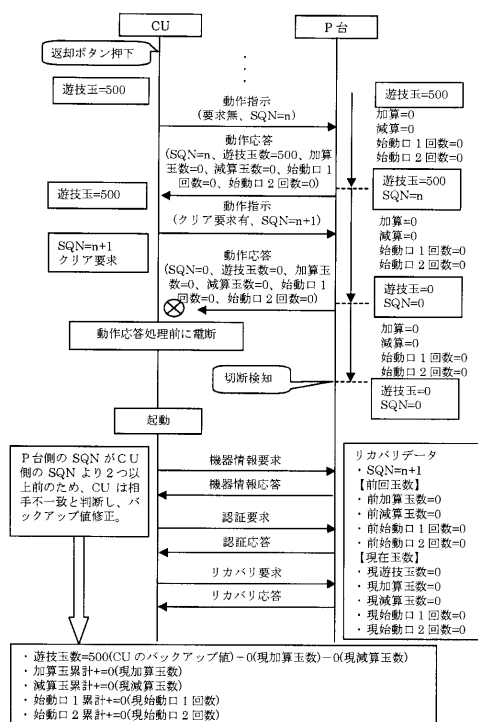 CU
P台
返却ボタン押下
遊技玉=500
動作指示
(要求無、SQN=n)
遊技玉=500
加算=0
減算=0
始動口1回数=0
始動口2回数=0
動作応答
(SQN=n、遊技玉数=500、加算
玉数=0、減算玉数=0、始動口1
回数=0、始動口2回数=0)
遊技玉=500
遊技玉=500
SQN=n
動作指示
(クリア要求有、SQN=n+1)
加算=0
減算=0
始動口1回数=0
始動口2回数=0
SQN=n+1
クリア要求
動作応答
(SQN=0、遊技玉数=0、加算玉
数=0、減算玉数=0、始動口1
回数=0、始動口2回数=0)
遊技玉=0
SQN=0
動作応答処理前に電断
加算=0
減算=0
始動口1回数=0
始動口2回数=0
切断検知
遊技玉=0
SQN=0
起動
P台側のSQNがCU
側のSQNより2つ以
上前のため、CUは相
手不一致と判断し、バ
ックアップ値修正。
機器情報要求
機器情報応答
認証要求
認証応答
リカバリ要求
リカバリ応答
リカバリデータ
・SQN=n+1
【前回玉数】
・前加算玉数=0
・前減算玉数=0
・前始動口1回数=0
・前始動口2回数=0
【現在玉数】
・現遊技玉数=0
・現加算玉数=0
・現減算玉数=0
・現始動口1回数=0
・現始動口2回数=0
・遊技玉数=500(CUのバックアップ値)+0(現加算玉数)−0(現減算玉数)
・加算玉累計+=0(現加算玉数)
・減算玉累計+=0(現減算玉数)
・始動口1累計+=0(現始動口1回数)
・始動口2累計+=0(現始動口2回数)